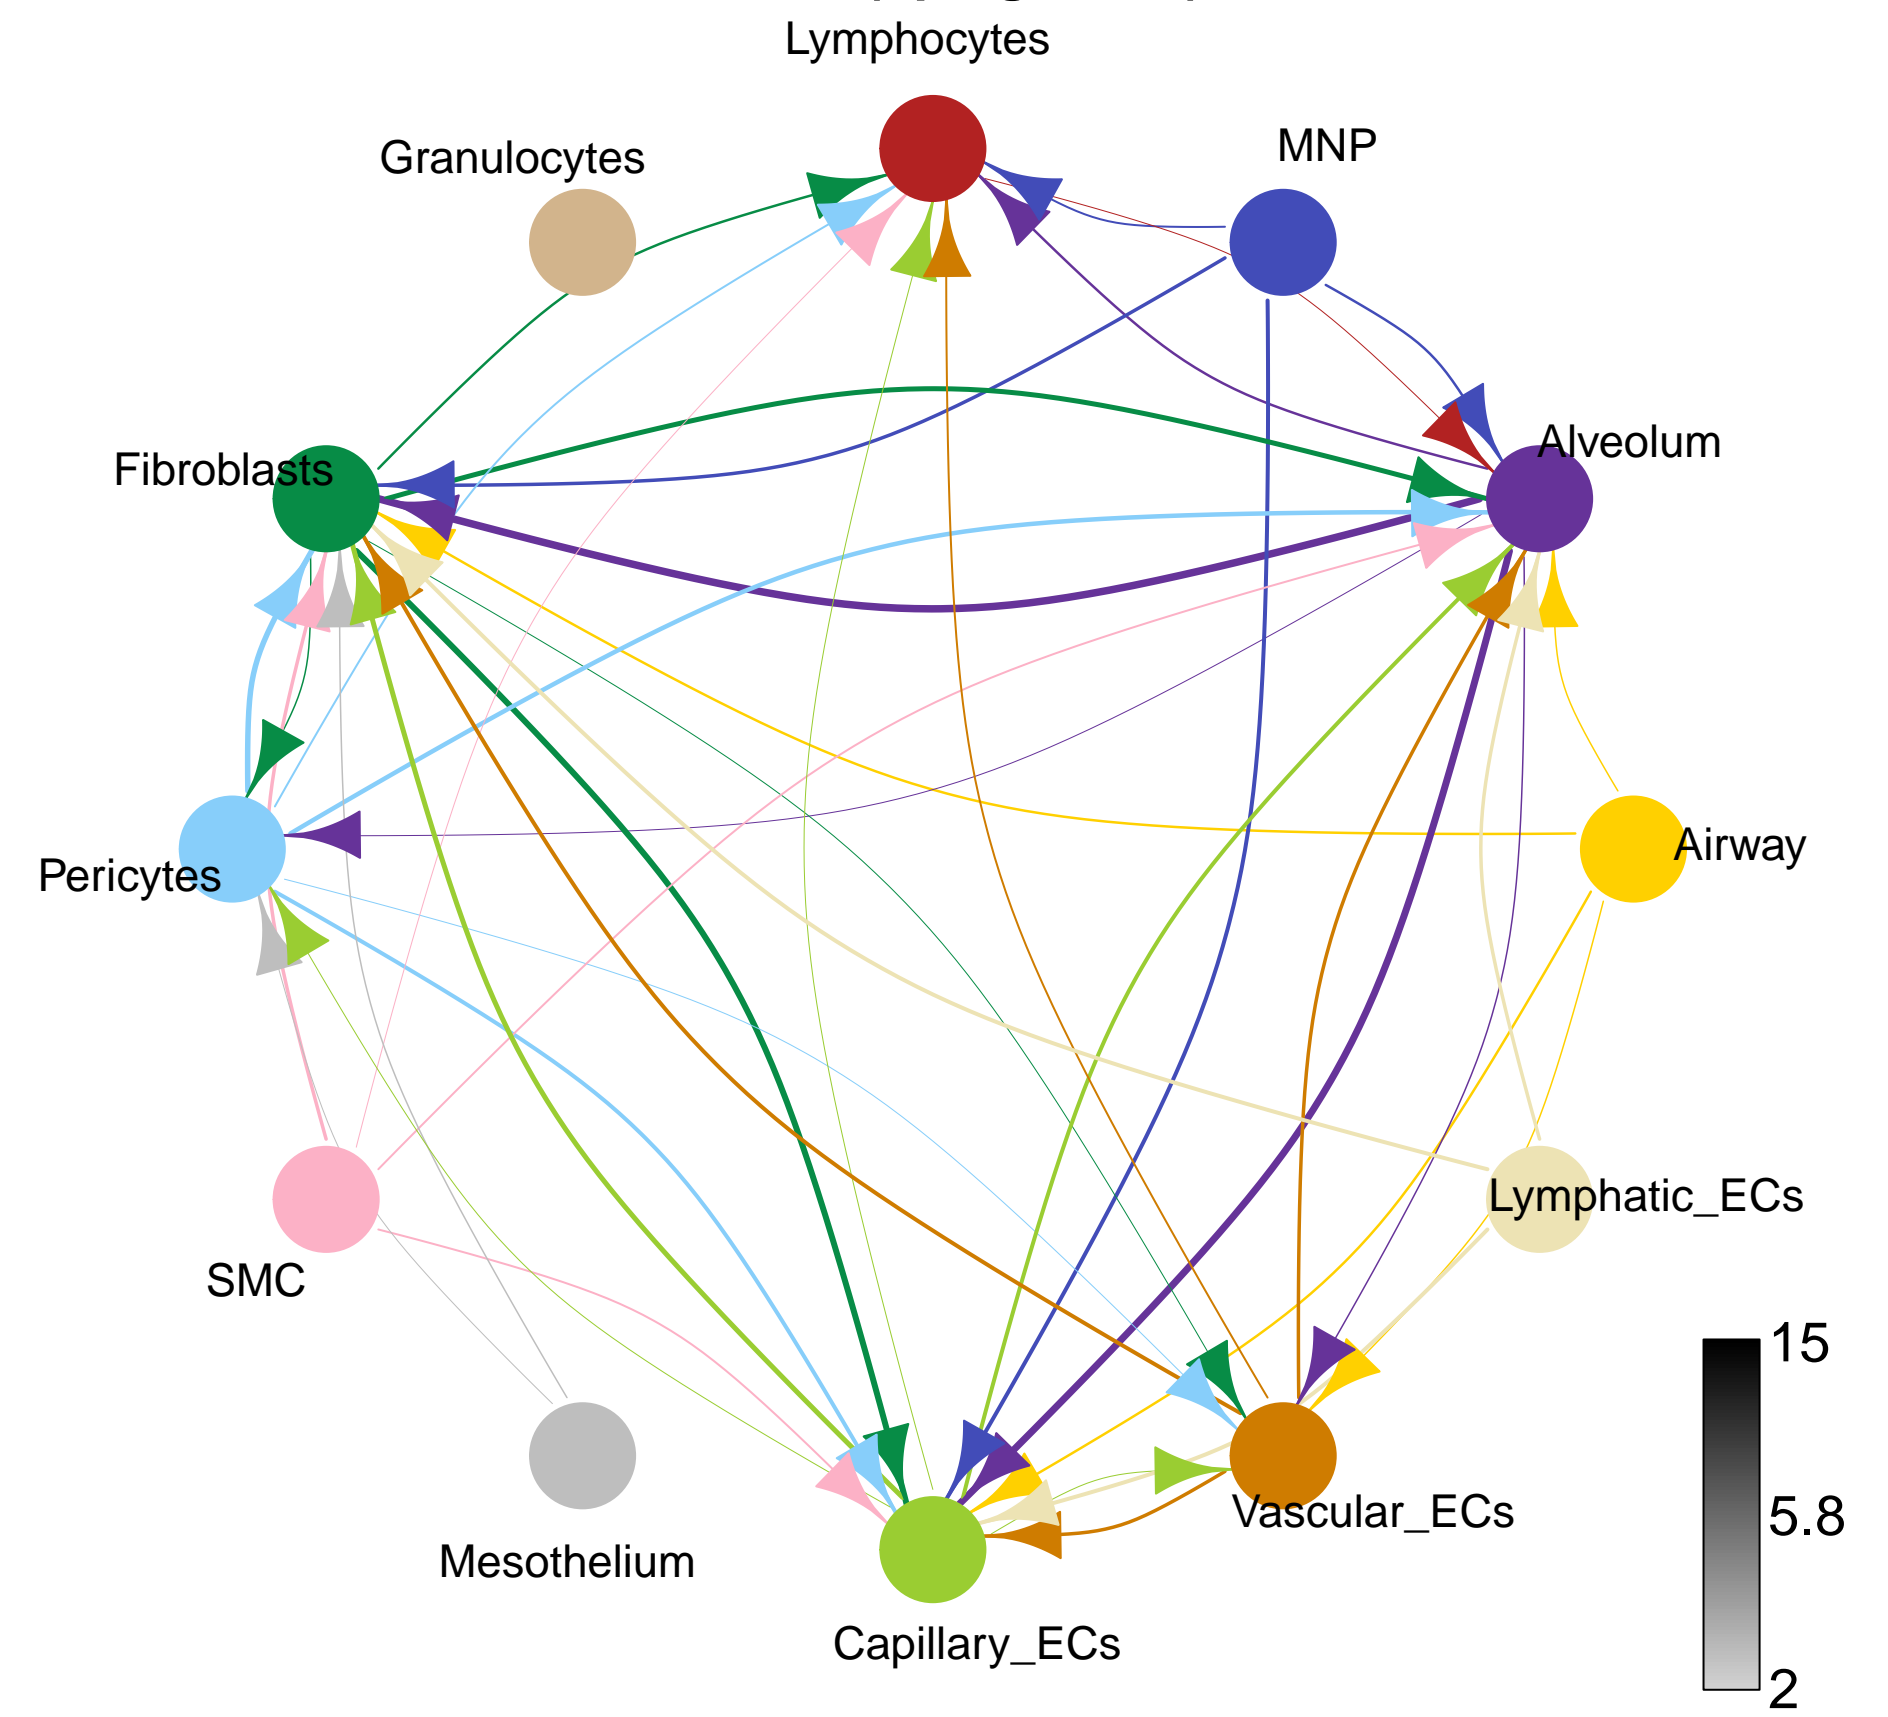 Lymphocytes
MNP
Granulocytes
Alveolum
Fibroblasts
Airway
Pericytes
Lymphatic_ECs
SMC
Vascular_ECs
Mesothelium
Capillary_ECs
15
5.8
2